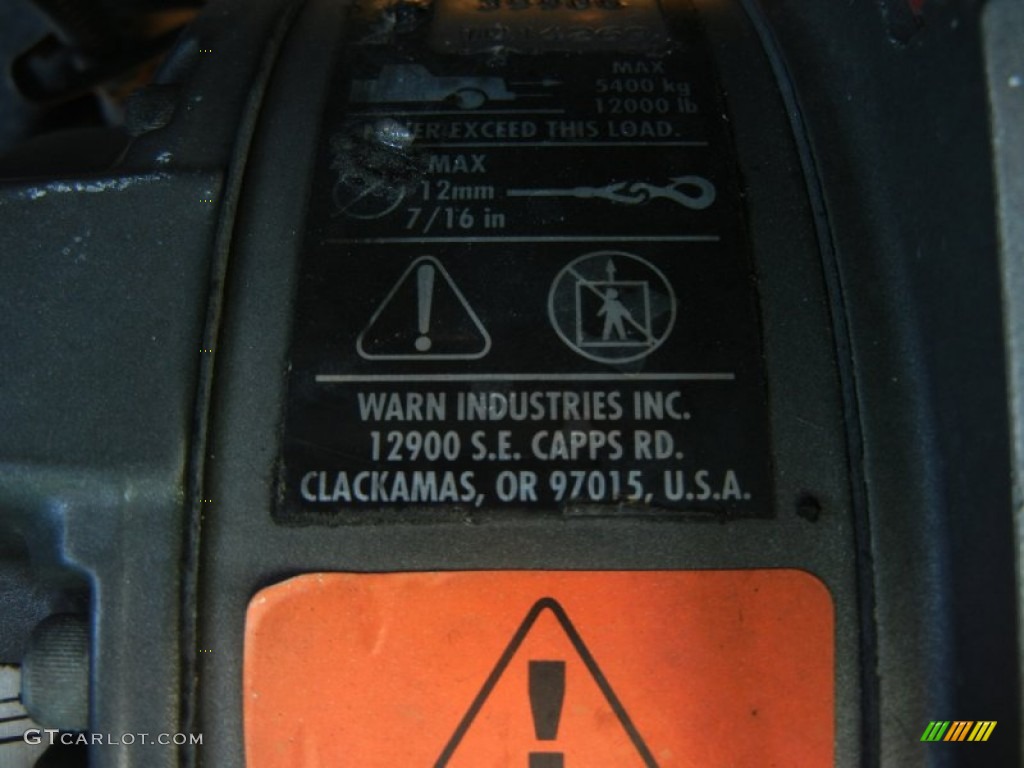 MAX
5400 kg
12000 lb
NEVER EXCEED THIS LOAD.
MAX
12mm
7/16 in
WARN INDUSTRIES INC.
12900 S.E. CAPPS RD.
CLACKAMAS, OR 97015, U.S.A.
GTCARLOT.COM